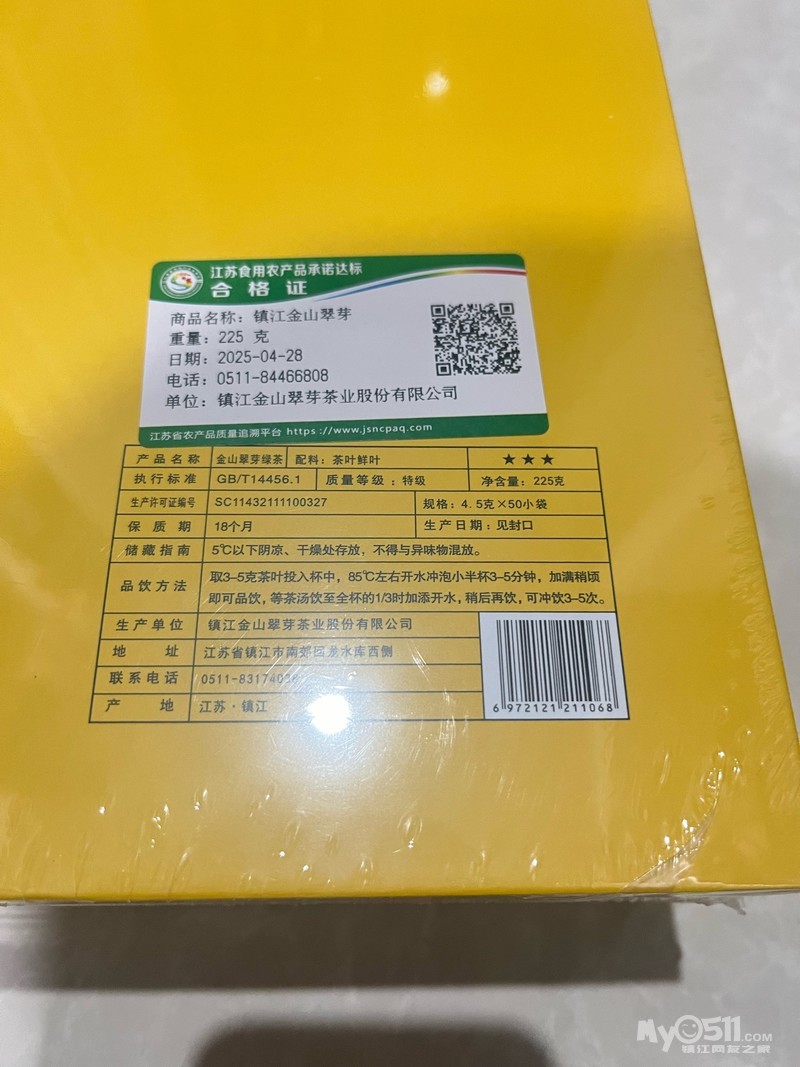 江苏食用农产品承诺达标
合格证
商品名称：镇江金山翠芽
重量：225 克
日期：2025-04-28
电话：0511-84466808
单位：镇江金山翠芽茶业股份有限公司
江苏省农产品质量追溯平台 https://www.jsncpaq.com
产品名称 金山翠芽绿茶 配料：茶叶鲜叶 ★★★
执行标准 GB/T14456.1 质量等级：特级 净含量：225克
生产许可证编号 SC11432111100327 规格：4.5克×50小袋
保质期 18个月 生产日期：见封口
储藏指南 5℃以下阴凉、干燥处存放，不得与异味物混放。
品饮方法 取3-5克茶叶投入杯中，85℃左右开水冲泡小半杯3-5分钟，加满稍顷
即可品饮，等茶汤饮至全杯的1/3时加添开水，稍后再饮，可冲饮3-5次。
生产单位 镇江金山翠芽茶业股份有限公司
地址 江苏省镇江市南郊回龙水库西侧
联系电话
产地 江苏·镇江
6 972121 211068
My0511.COM
镇江网友之家